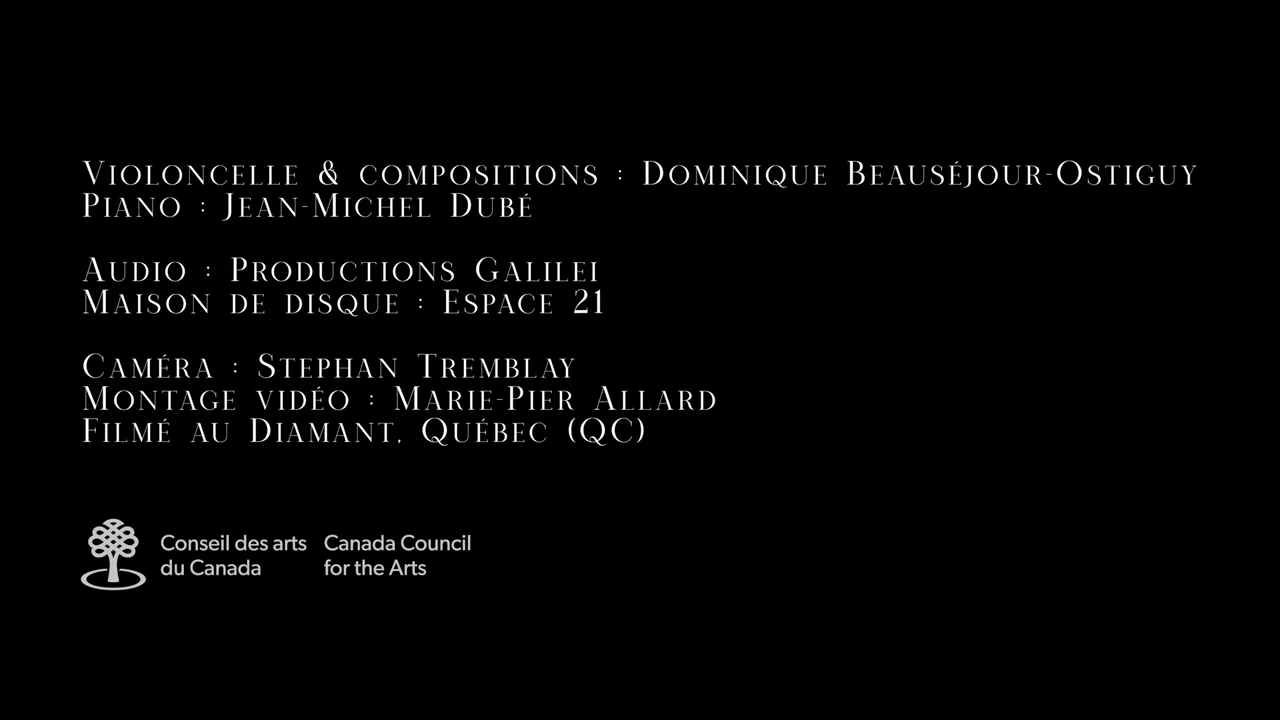 Violoncelle & compositions : Dominique Beauséjour-Ostiguy
Piano : Jean-Michel Dubé
Audio : Productions Galilei
Maison de disque : Espace 21
Caméra : Stephan Tremblay
Montage vidéo : Marie-Pier Allard
Filmé au Diamant, Québec (QC)
Conseil des arts du Canada
Canada Council for the Arts